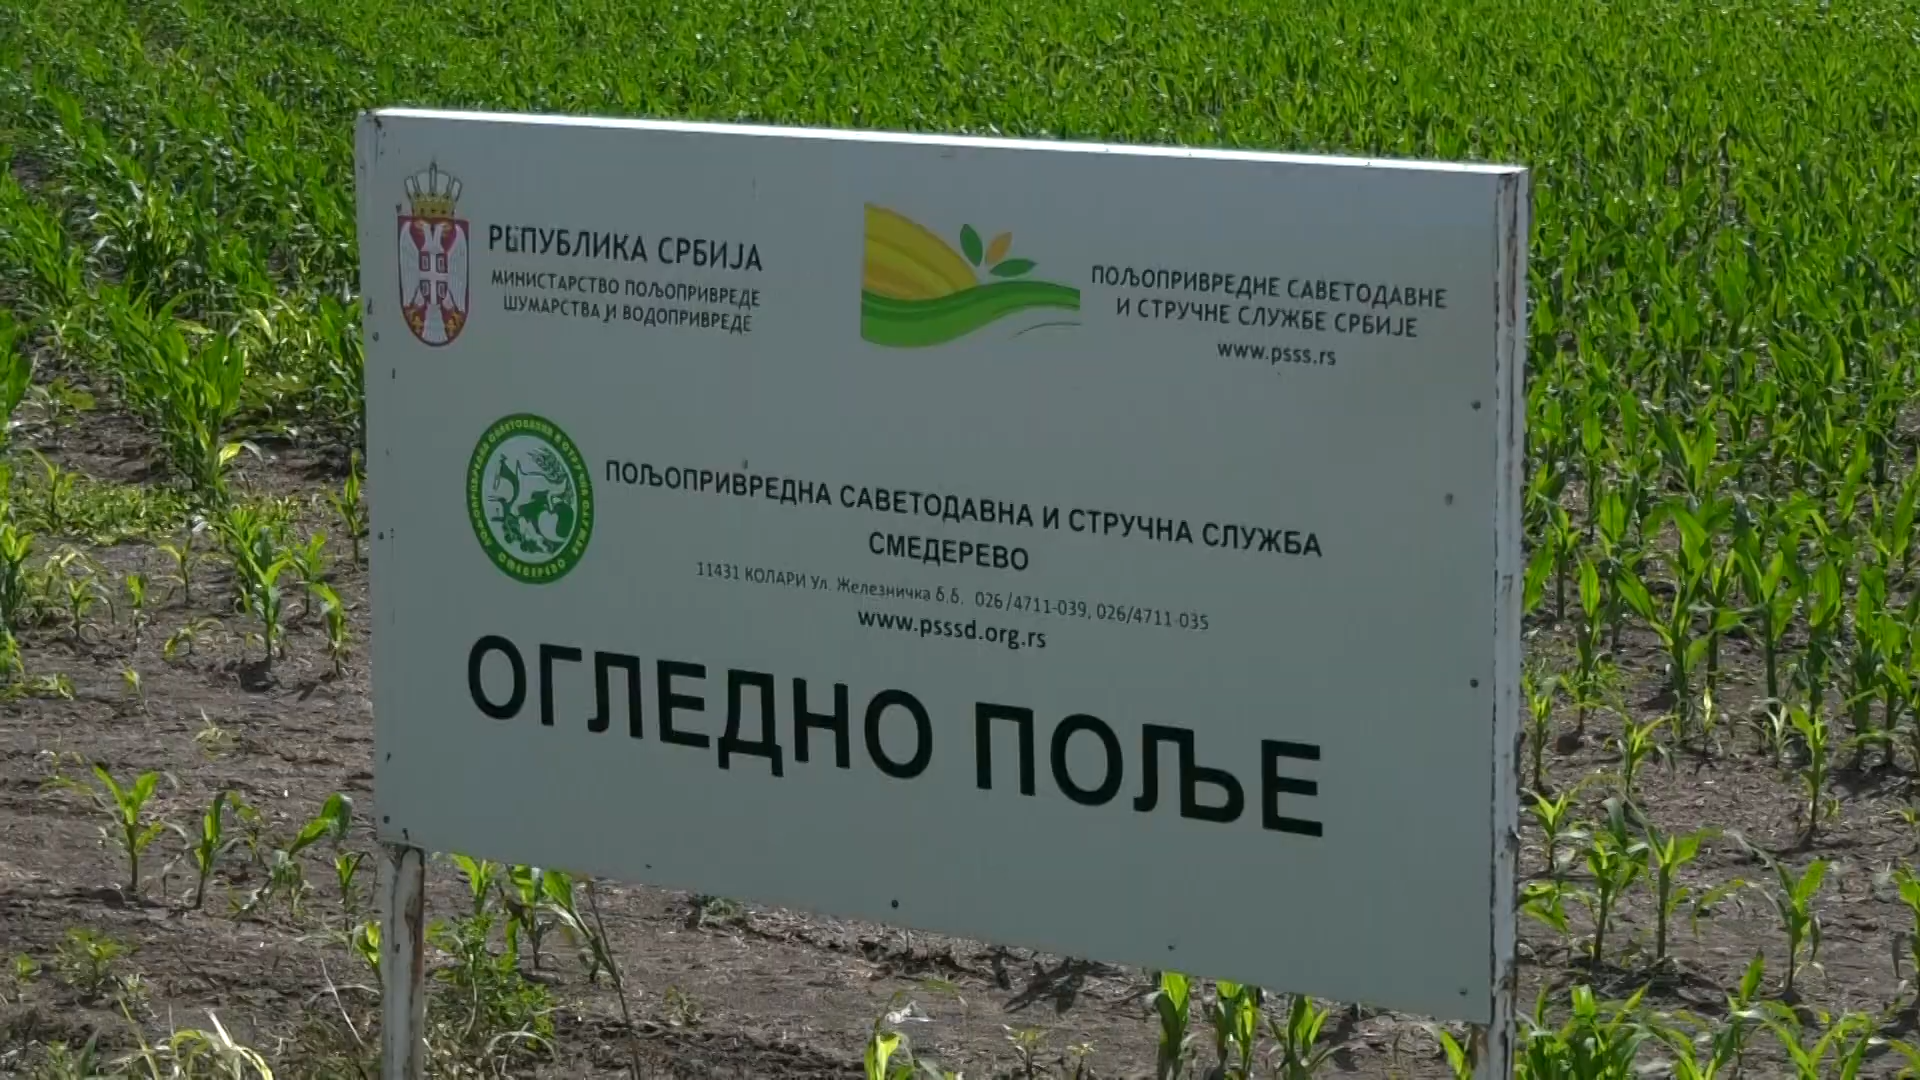 РЕПУБЛИКА СРБИЈА
МИНИСТАРСТВО ПОЉОПРИВРЕДЕ
ШУМАРСТВА И ВОДОПРИВРЕДЕ
ПОЉОПРИВРЕДНЕ САВЕТОДАВНЕ
И СТРУЧНЕ СЛУЖБЕ СРБИЈЕ
www.psss.rs
ПОЉОПРИВРЕДНА САВЕТОДАВНА И СТРУЧНА СЛУЖБА
СМЕДЕРЕВО
11431 КОЛАРИ Ул. Железничка б.б. 026/4711-039, 026/4711-035
www.psssd.org.rs
ОГЛЕДНО ПОЉЕ